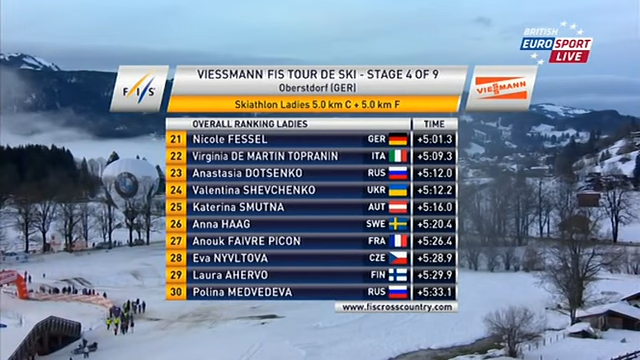 BRITISH
EUROSPORT
LIVE
FIS
VIESSMANN FIS TOUR DE SKI - STAGE 4 OF 9
Oberstdorf (GER)
Skiathlon Ladies 5.0 km C + 5.0 km F
VIESMANN
OVERALL RANKING LADIES TIME
21 Nicole FESSEL GER +5:01.3
22 Virginia DE MARTIN TOPRANIN ITA +5:09.3
23 Anastasia DOTSENKO RUS +5:12.0
24 Valentina SHEVCHENKO UKR +5:12.2
25 Katerina SMUTNA AUT +5:16.0
26 Anna HAAG SWE +5:20.4
27 Anouk FAIVRE PICON FRA +5:26.4
28 Eva NYVLTOVA CZE +5:28.9
29 Laura AHERVO FIN +5:29.9
30 Polina MEDVEDEVA RUS +5:33.1
www.fiscrosscountry.com